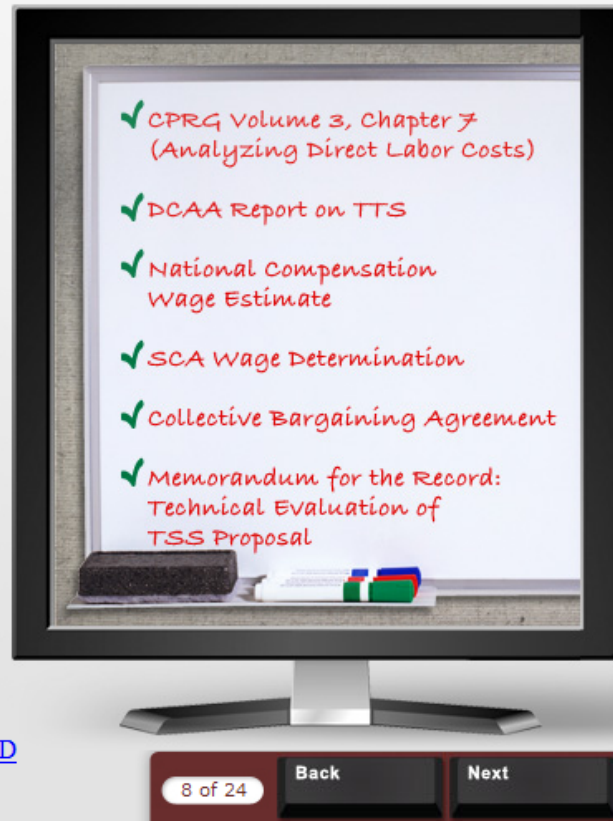 CPRG Volume 3, Chapter 7
(Analyzing Direct Labor Costs)
DCAA Report on TTS
National Compensation
Wage Estimate
SCA Wage Determination
Collective Bargaining Agreement
Memorandum for the Record:
Technical Evaluation of
TSS Proposal
D
8 of 24
Back
Next